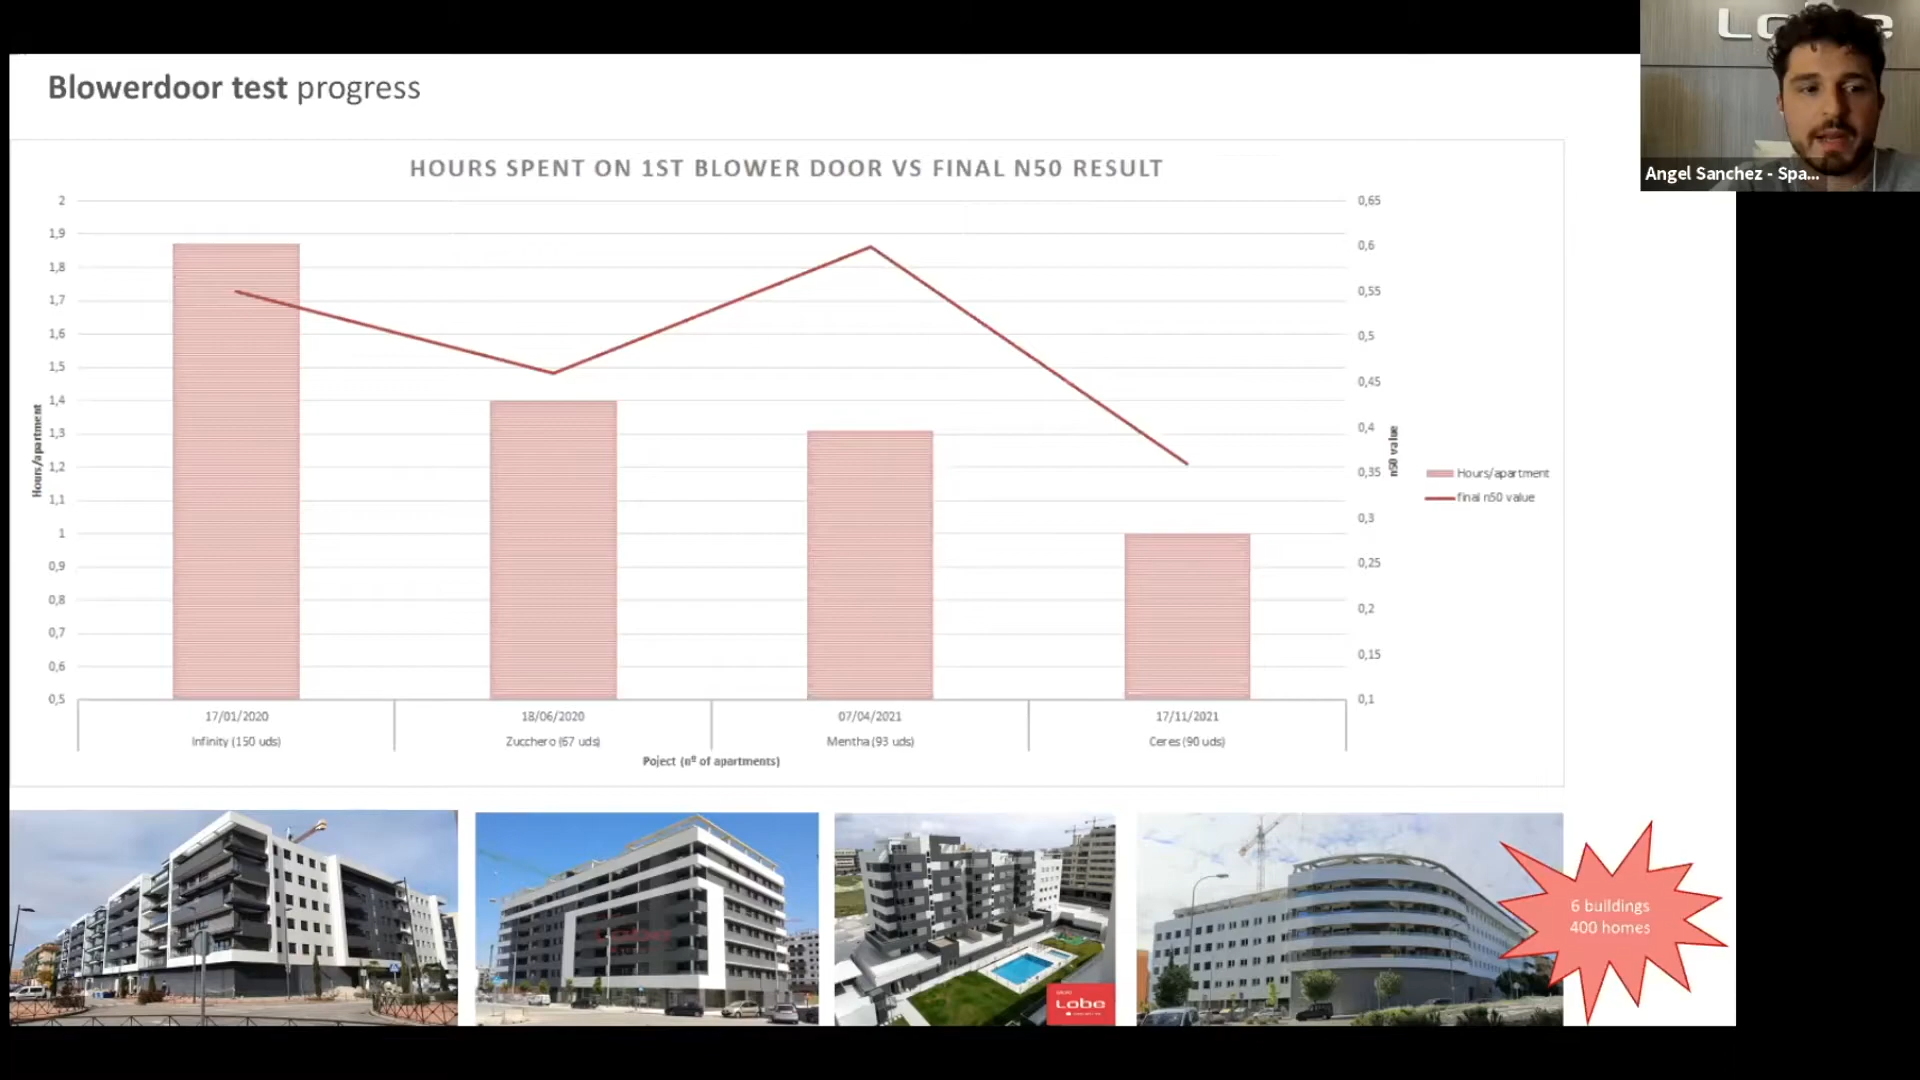 Blowerdoor test progress
Lobe
Angel Sanchez - Spa...
HOURS SPENT ON 1ST BLOWER DOOR VS FINAL N50 RESULT
2
1,9
1,8
1,7
1,6
1,5
1,4
1,3
1,2
1,1
1
0,9
0,8
0,7
0,6
0,5
Hours/apartment
0,65
0,6
0,55
0,5
0,45
0,4
0,35
0,3
0,25
0,2
0,15
0,1
n50 value
Hours/apartment
final n50 value
17/01/2020
18/06/2020
07/04/2021
17/11/2021
Infinity (150 uds)
Zucchero (67 uds)
Mentha (93 uds)
Ceres (90 uds)
Poject (nº of apartments)
GRUPO
Lobe
6 buildings
400 homes